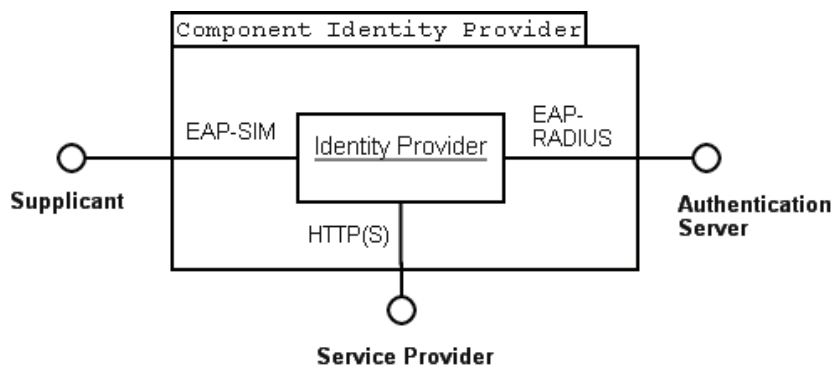 Component Identity Provider
EAP-SIM
Identity Provider
EAP-
RADIUS
Supplicant
Authentication
Server
HTTP(S)
Service Provider